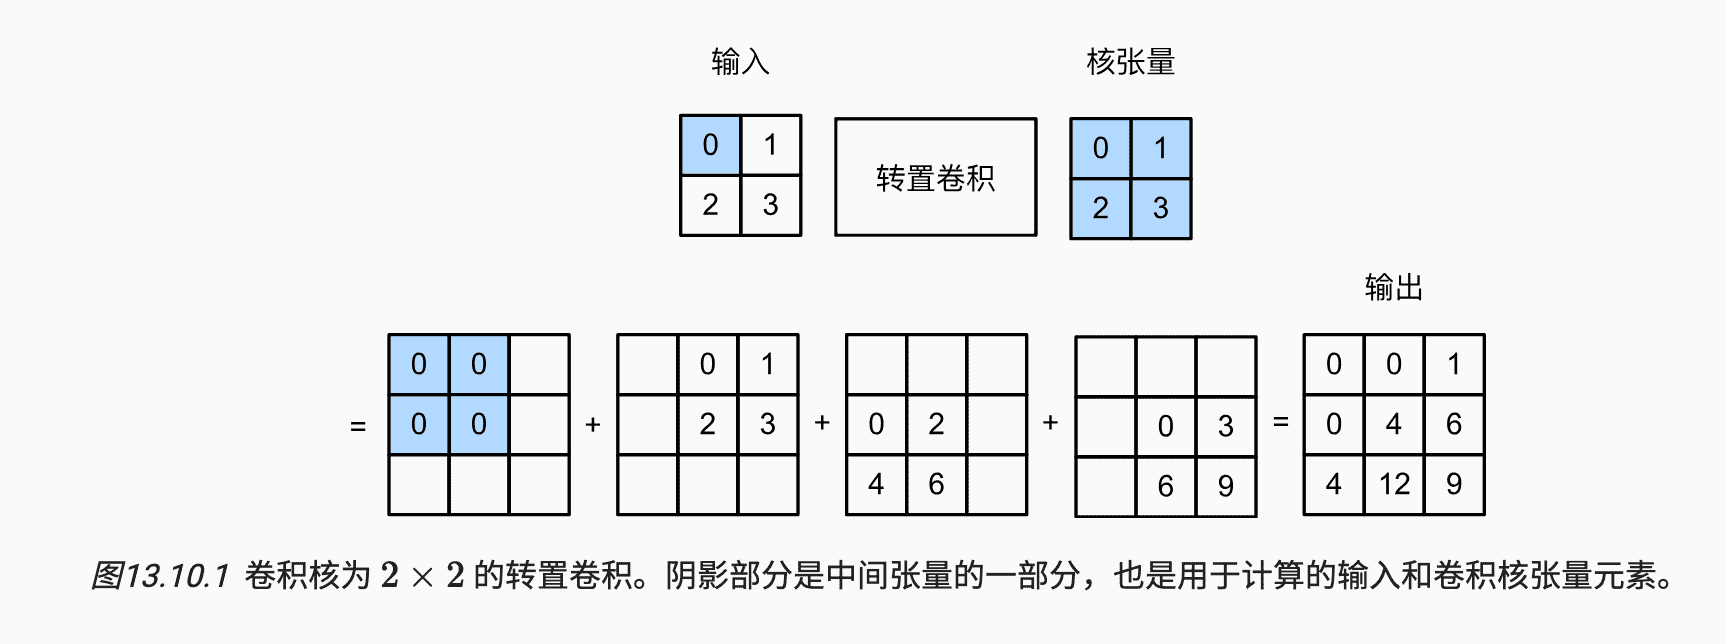 输入 核张量
0 1 转置卷积 0 1
2 3 2 3
输出
0 0 0 1 0 0 1
= 0 0 + 2 3 + 0 2 + 0 3 = 0 4 6
4 6 6 9 4 12 9
图13.10.1 卷积核为 2 × 2 的转置卷积。阴影部分是中间张量的一部分，也是用于计算的输入和卷积核张量元素。